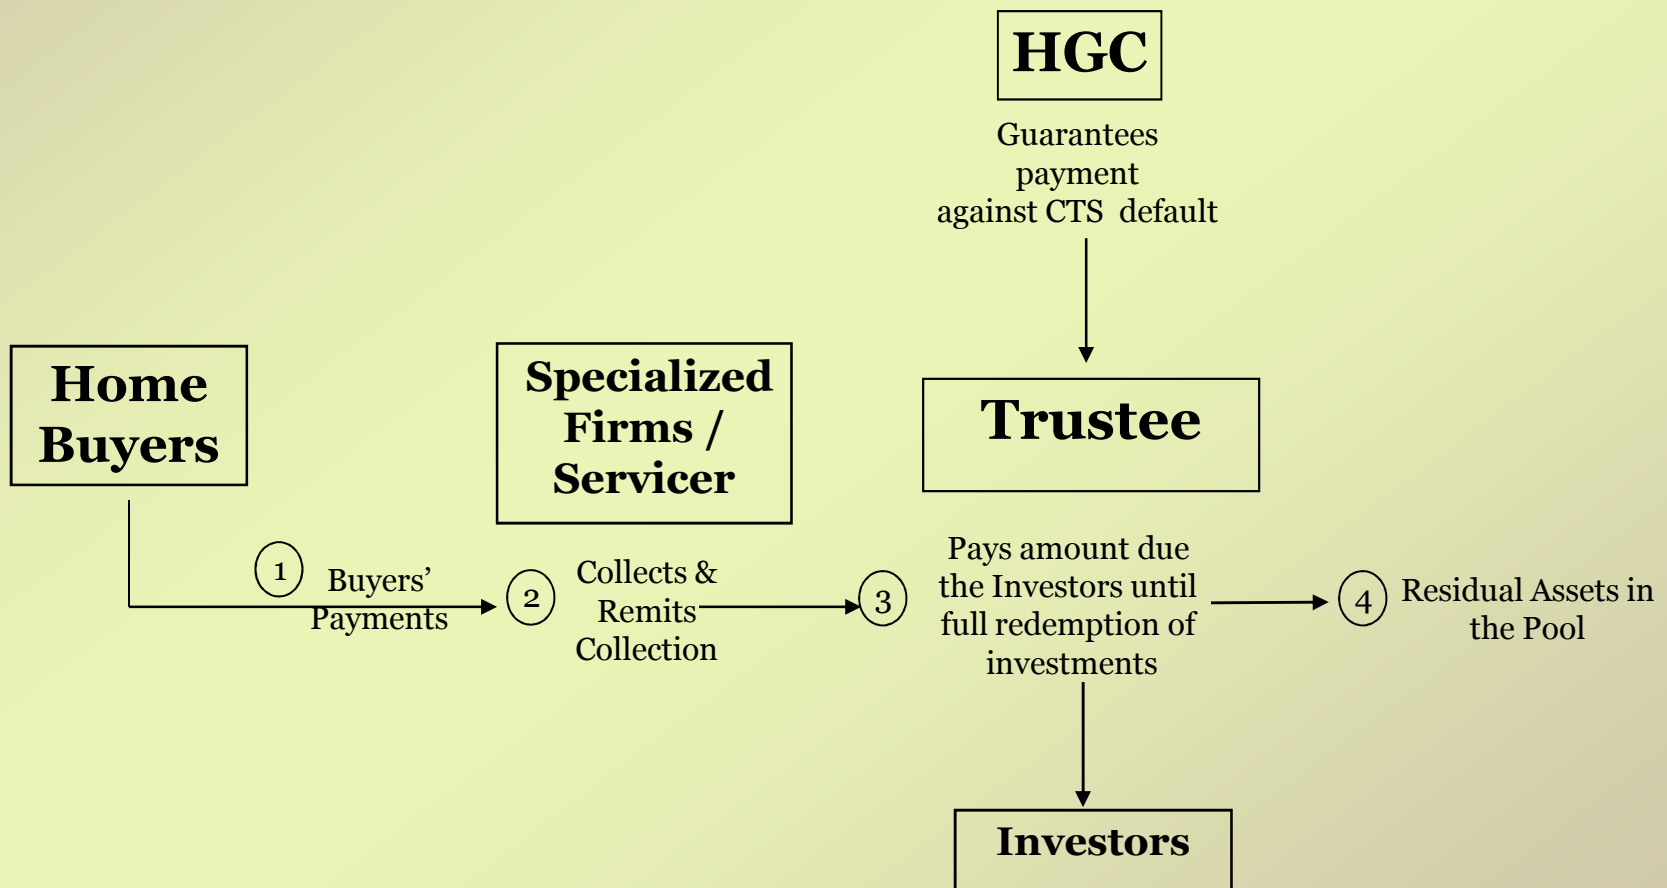 HGC
Guarantees
payment
against CTS default
Home
Buyers
Specialized
Firms /
Servicer
Trustee
1
Buyers’
Payments
2
Collects &
Remits
Collection
3
Pays amount due
the Investors until
full redemption of
investments
4
Residual Assets in
the Pool
Investors